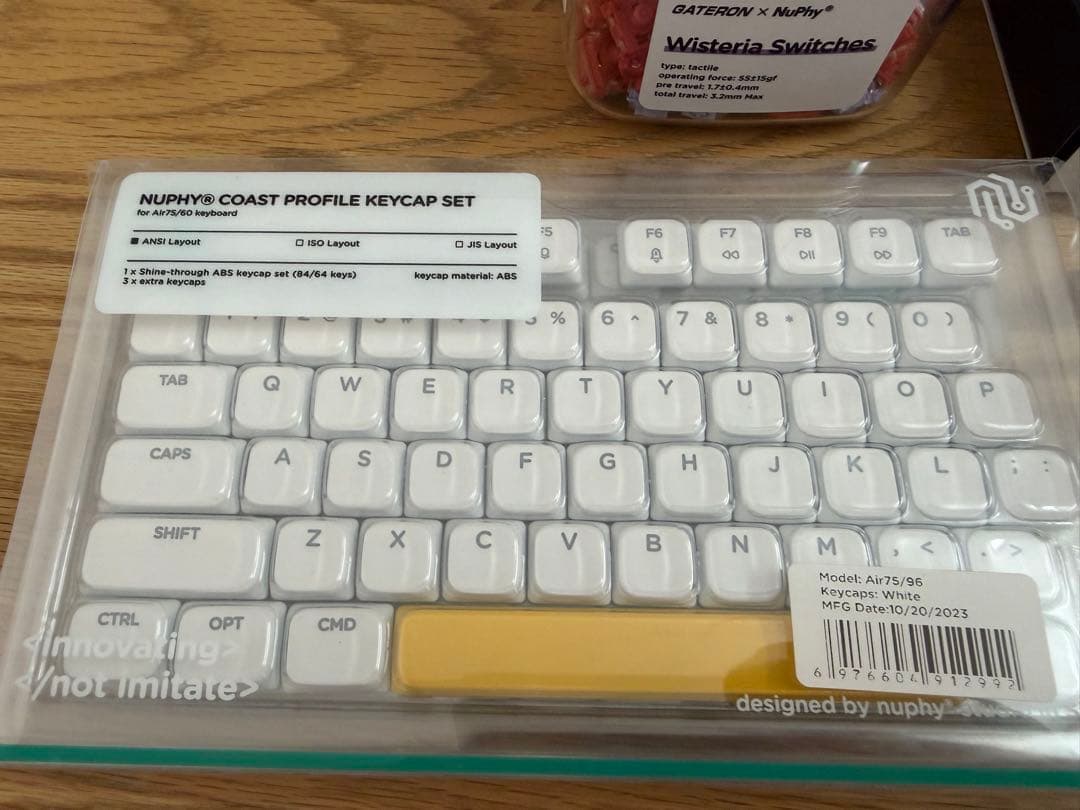 GATERON × NuPhy®
Wisteria Switches
type: tactile
operating force: 55±15gf
pre travel: 1.7±0.4mm
total travel: 3.2mm Max
NUPHY® COAST PROFILE KEYCAP SET
for Air75/60 keyboard
■ ANSI Layout □ ISO Layout □ JIS Layout
1 x Shine-through ABS keycap set (84/64 keys) keycap material: ABS
3 x extra keycaps
F5 F6 F7 F8 F9 TAB
% 6 ^ 7 & 8 * 9 ( 0 )
TAB Q W E R T Y U I O P
CAPS A S D F G H J K L ; :
SHIFT Z X C V B N M , < . >
CTRL OPT CMD
<innovating>
</not imitate>
Model: Air75/96
Keycaps: White
MFG Date:10/20/2023
6 976604 912992
designed by nuphy®